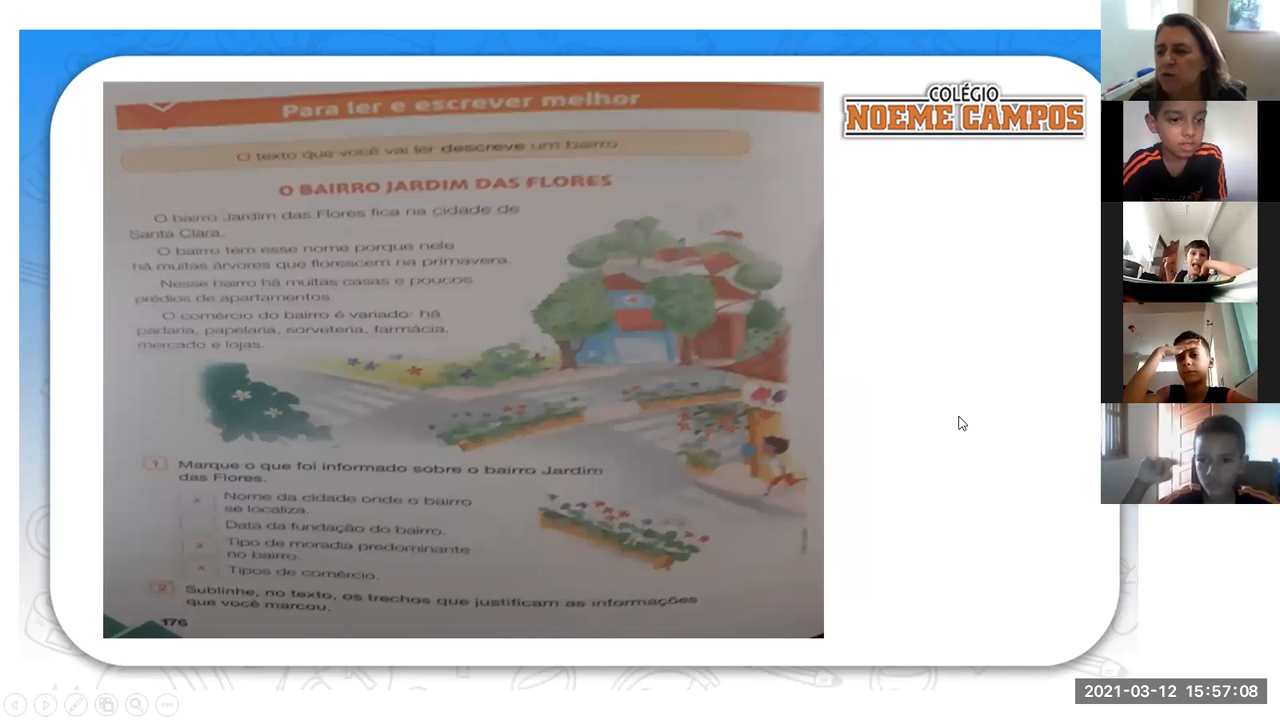 Para ler e escrever melhor
O texto que você vai ler descreve um bairro
O BAIRRO JARDIM DAS FLORES
O bairro Jardim das Flores fica na cidade de
Santa Clara.
O bairro tem esse nome porque nele
há muitas árvores que florescem na primavera.
Nesse bairro há muitas casas e poucos
prédios de apartamentos.
O comércio do bairro é variado: há
padaria, papelaria, sorveteria, farmácia,
mercado e lojas.
1 Marque o que foi informado sobre o bairro Jardim
das Flores.
x Nome da cidade onde o bairro
se localiza.
Data da fundação do bairro.
x Tipo de moradia predominante
no bairro.
x Tipos de comércio.
2 Sublinhe, no texto, os trechos que justificam as informações
que você marcou.
176
COLÉGIO
NOEME CAMPOS
2021-03-12 15:57:08